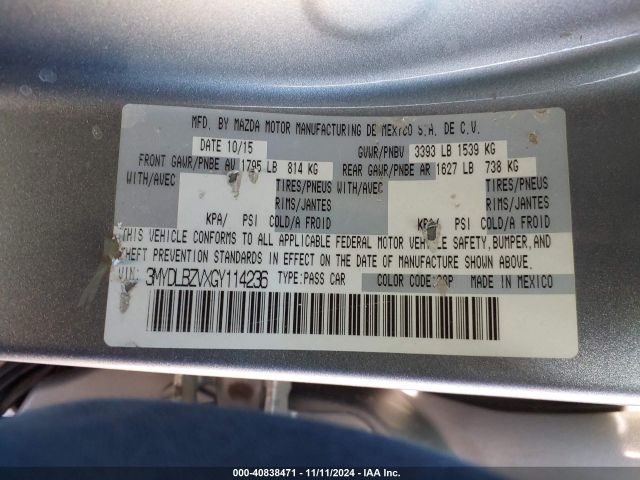 MFD. BY MAZDA MOTOR MANUFACTURING DE MEXICO S.A. DE C.V.
DATE 10/15 GVWR/PNBV 3393 LB 1539 KG
FRONT GAWR/PNBE AV 1795 LB 814 KG REAR GAWR/PNBE AR 1627 LB 738 KG
WITH/AVEC TIRES/PNEUS WITH/AVEC TIRES/PNEUS
RIMS/JANTES RIMS/JANTES
KPA/ PSI COLD/A FROID KPA/ PSI COLD/A FROID
THIS VEHICLE CONFORMS TO ALL APPLICABLE FEDERAL MOTOR VEHICLE SAFETY, BUMPER, AND
THEFT PREVENTION STANDARDS IN EFFECT ON THE DATE OF MANUFACTURE SHOWN ABOVE.
VIN: 3MYDLBZVXGY114236 TYPE:PASS CAR COLOR CODE: MADE IN MEXICO
000-40838471 - 11/11/2024 - IAA Inc.